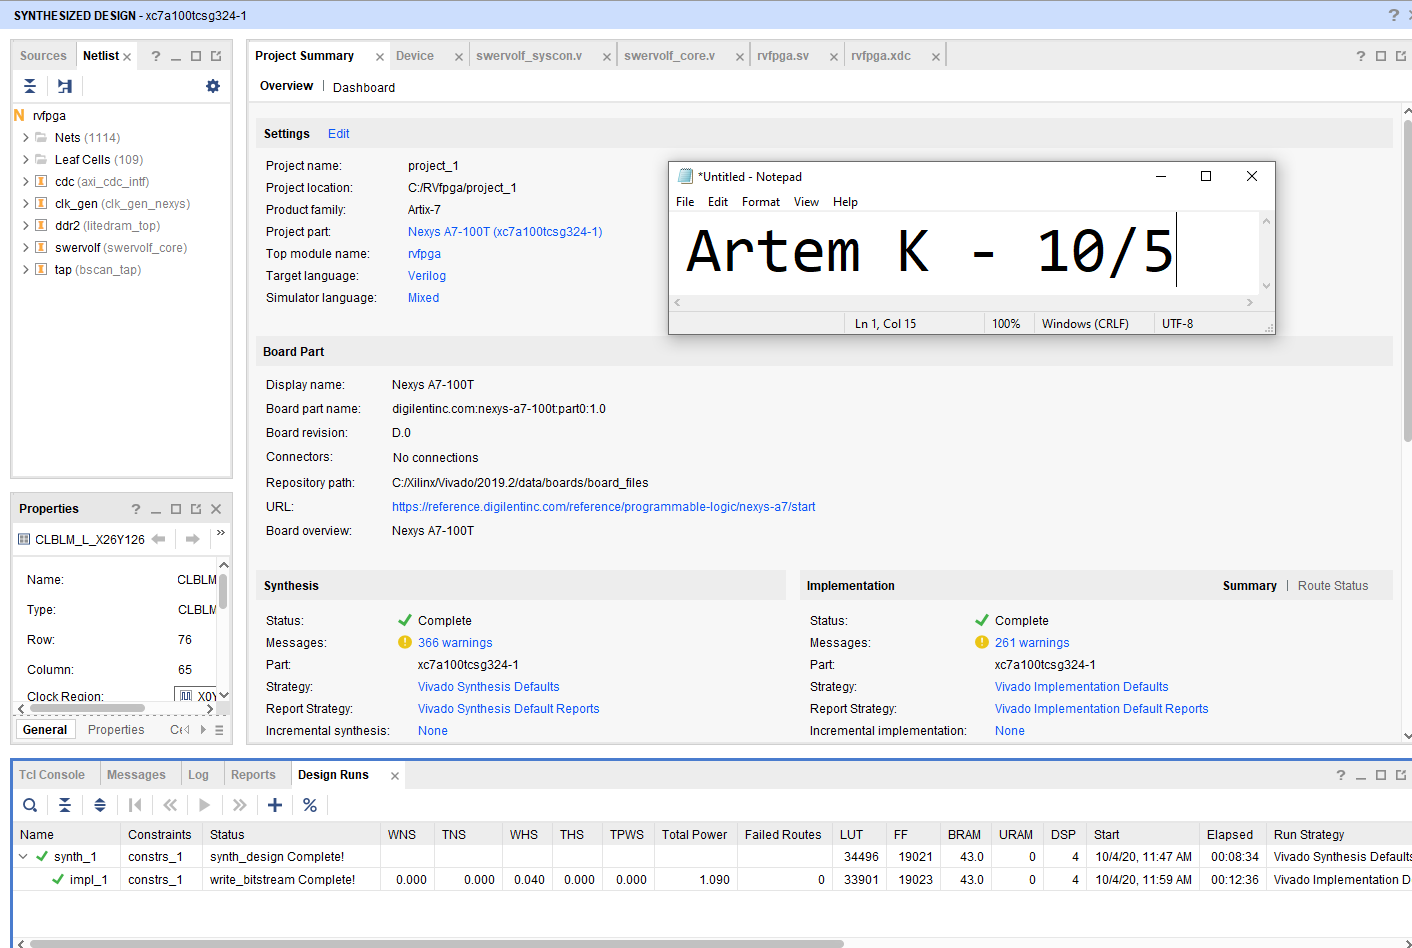 SYNTHESIZED DESIGN - xc7a100tcsg324-1
Sources Netlist
N rvfpga
Nets (1114)
Leaf Cells (109)
cdc (axi_cdc_intf)
clk_gen (clk_gen_nexys)
ddr2 (litedram_top)
swervolf (swervolf_core)
tap (bscan_tap)
Properties
CLBLM_L_X26Y126
Name: CLBLM
Type: CLBLM
Row: 76
Column: 65
Clock Region: X0Y
General Properties
Project Summary Device swervolf_syscon.v swervolf_core.v rvfpga.sv rvfpga.xdc
Overview | Dashboard
Settings Edit
Project name: project_1
Project location: C:/RVfpga/project_1
Product family: Artix-7
Project part: Nexys A7-100T (xc7a100tcsg324-1)
Top module name: rvfpga
Target language: Verilog
Simulator language: Mixed
*Untitled - Notepad
File Edit Format View Help
Artem K - 10/5
Ln 1, Col 15 100% Windows (CRLF) UTF-8
Board Part
Display name: Nexys A7-100T
Board part name: digilentinc.com:nexys-a7-100t:part0:1.0
Board revision: D.0
Connectors: No connections
Repository path: C:/Xilinx/Vivado/2019.2/data/boards/board_files
URL: https://reference.digilentinc.com/reference/programmable-logic/nexys-a7/start
Board overview: Nexys A7-100T
Synthesis
Status: Complete
Messages: 366 warnings
Part: xc7a100tcsg324-1
Strategy: Vivado Synthesis Defaults
Report Strategy: Vivado Synthesis Default Reports
Incremental synthesis: None
Implementation Summary | Route Status
Status: Complete
Messages: 261 warnings
Part: xc7a100tcsg324-1
Strategy: Vivado Implementation Defaults
Report Strategy: Vivado Implementation Default Reports
Incremental implementation: None
Tcl Console Messages Log Reports Design Runs
Name Constraints Status WNS TNS WHS THS TPWS Total Power Failed Routes LUT FF BRAM URAM DSP Start Elapsed Run Strategy
synth_1 constrs_1 synth_design Complete! 34496 19021 43.0 0 4 10/4/20, 11:47 AM 00:08:34 Vivado Synthesis Defaults
impl_1 constrs_1 write_bitstream Complete! 0.000 0.000 0.040 0.000 0.000 1.090 0 33901 19023 43.0 0 4 10/4/20, 11:59 AM 00:12:36 Vivado Implementation D